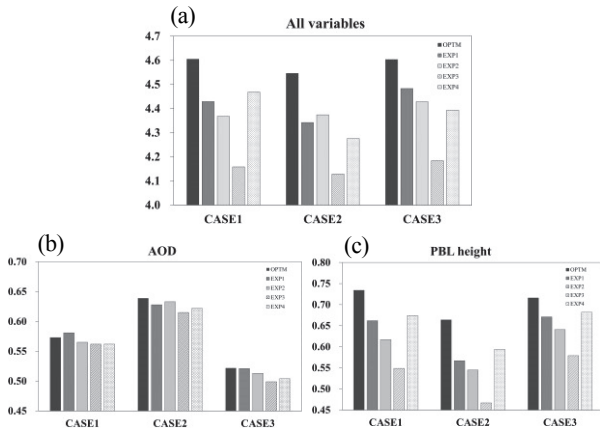 (a)
All variables
4.7
4.6
4.5
4.4
4.3
4.2
4.1
4.0
OPTM
EXP1
EXP2
EXP3
EXP4
CASE1 CASE2 CASE3
(b)
AOD
0.70
0.65
0.60
0.55
0.50
0.45
OPTM
EXP1
EXP2
EXP3
EXP4
CASE1 CASE2 CASE3
(c)
PBL height
0.80
0.75
0.70
0.65
0.60
0.55
0.50
0.45
OPTM
EXP1
EXP2
EXP3
EXP4
CASE1 CASE2 CASE3